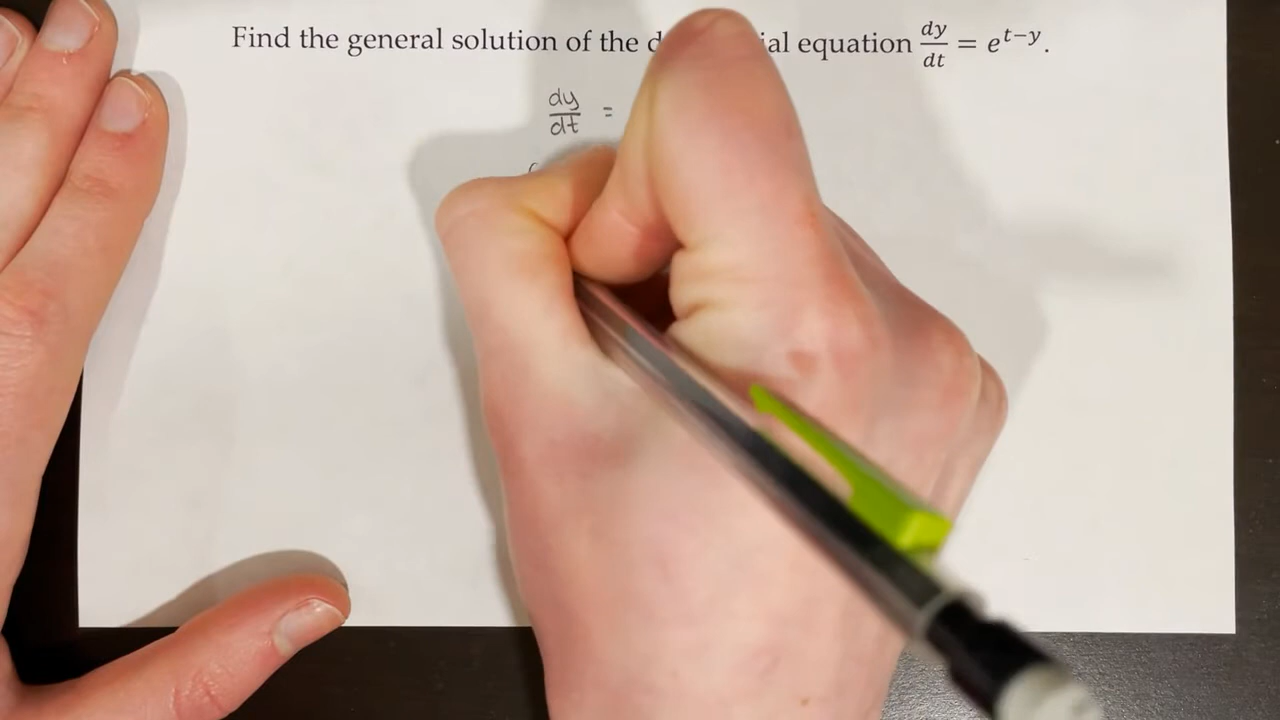 Find the general solution of the d ial equation dy/dt = e^{t-y}.
dy/dt =